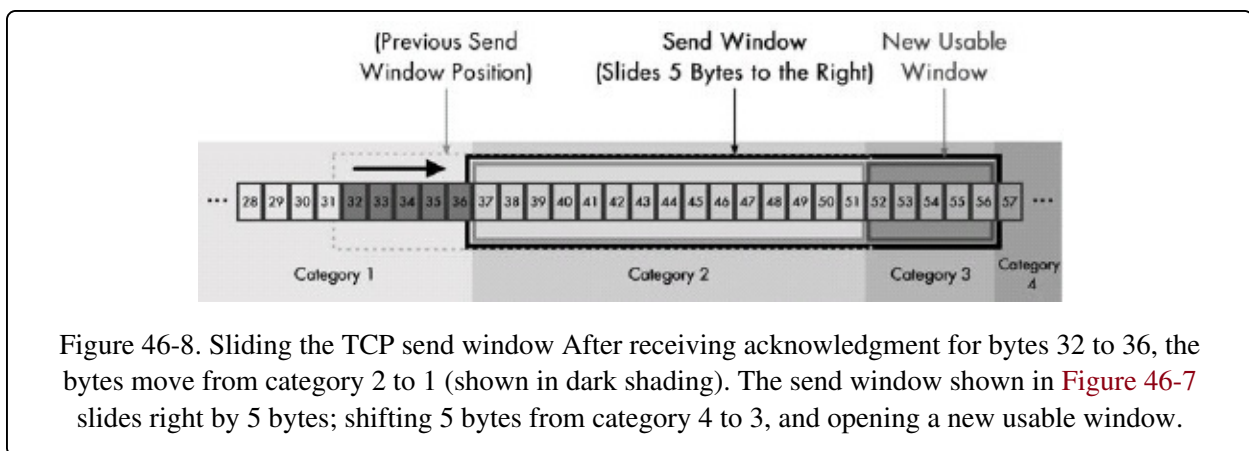 (Previous Send Window Position)
Send Window (Slides 5 Bytes to the Right)
New Usable Window
... 28 29 30 31 32 33 34 35 36 37 38 39 40 41 42 43 44 45 46 47 48 49 50 51 52 53 54 55 56 57 ...
Category 1
Category 2
Category 3
Category 4
Figure 46-8. Sliding the TCP send window After receiving acknowledgment for bytes 32 to 36, the
bytes move from category 2 to 1 (shown in dark shading). The send window shown in Figure 46-7
slides right by 5 bytes; shifting 5 bytes from category 4 to 3, and opening a new usable window.